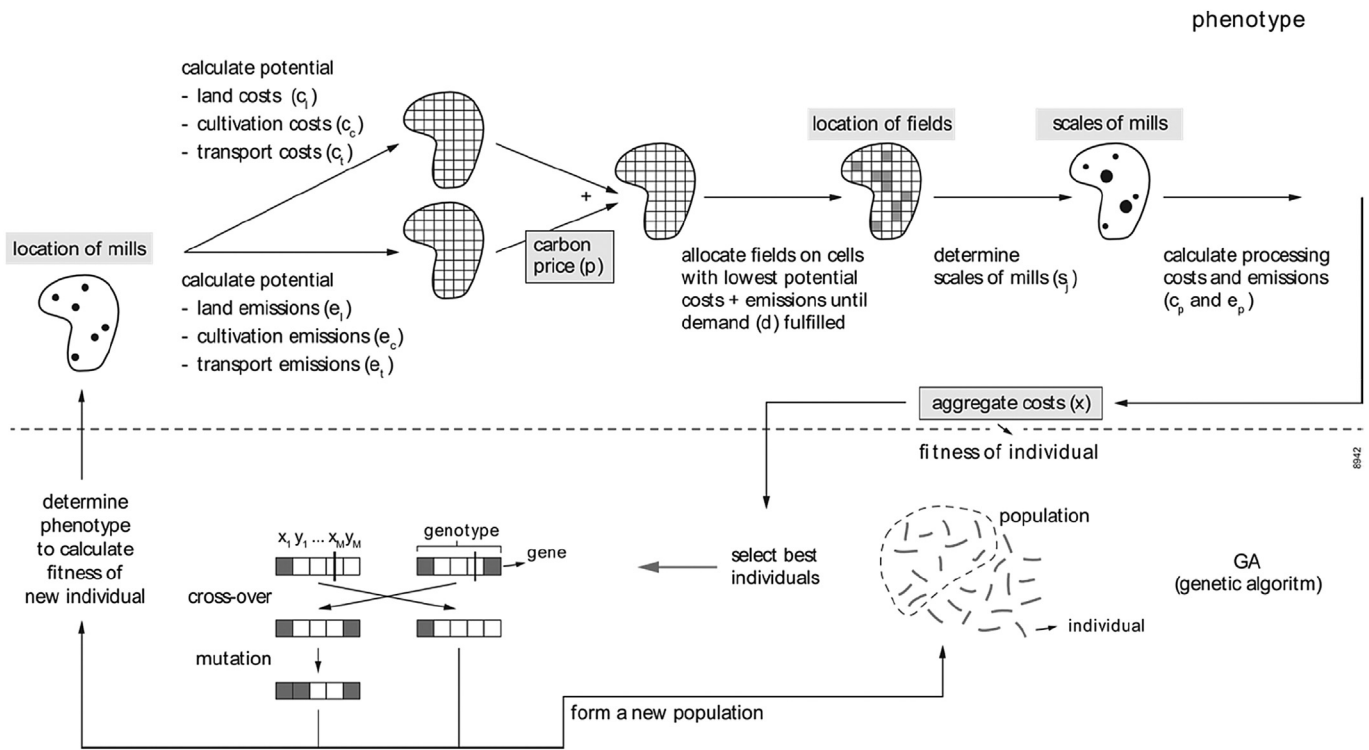 phenotype
calculate potential
- land costs (cl)
- cultivation costs (cc)
- transport costs (ct)
location of fields
scales of mills
+
location of mills
carbon
price (p)
calculate potential
- land emissions (el)
- cultivation emissions (ec)
- transport emissions (et)
allocate fields on cells
with lowest potential
costs + emissions until
demand (d) fulfilled
determine
scales of mills (sj)
calculate processing
costs and emissions
(cp and ep)
aggregate costs (x)
fitness of individual
8942
determine
phenotype
to calculate
fitness of
new individual
x1 y1 ... xM yM
genotype
gene
cross-over
mutation
select best
individuals
population
individual
GA
(genetic algoritm)
form a new population